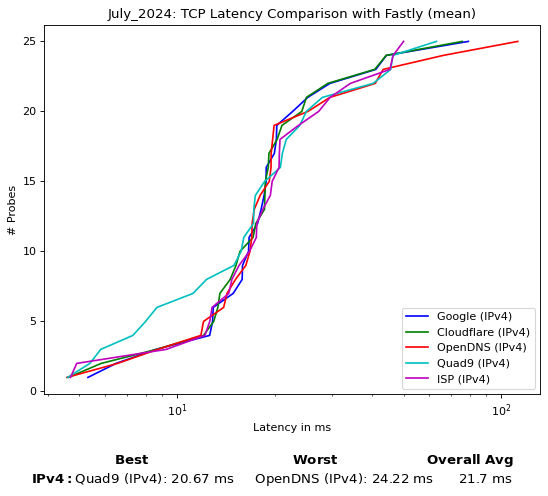 July_2024: TCP Latency Comparison with Fastly (mean)
25
20
15
10
5
0
# Probes
Google (IPv4)
Cloudflare (IPv4)
OpenDNS (IPv4)
Quad9 (IPv4)
ISP (IPv4)
10¹ 10²
Latency in ms
Best Worst Overall Avg
IPv4: Quad9 (IPv4): 20.67 ms OpenDNS (IPv4): 24.22 ms 21.7 ms